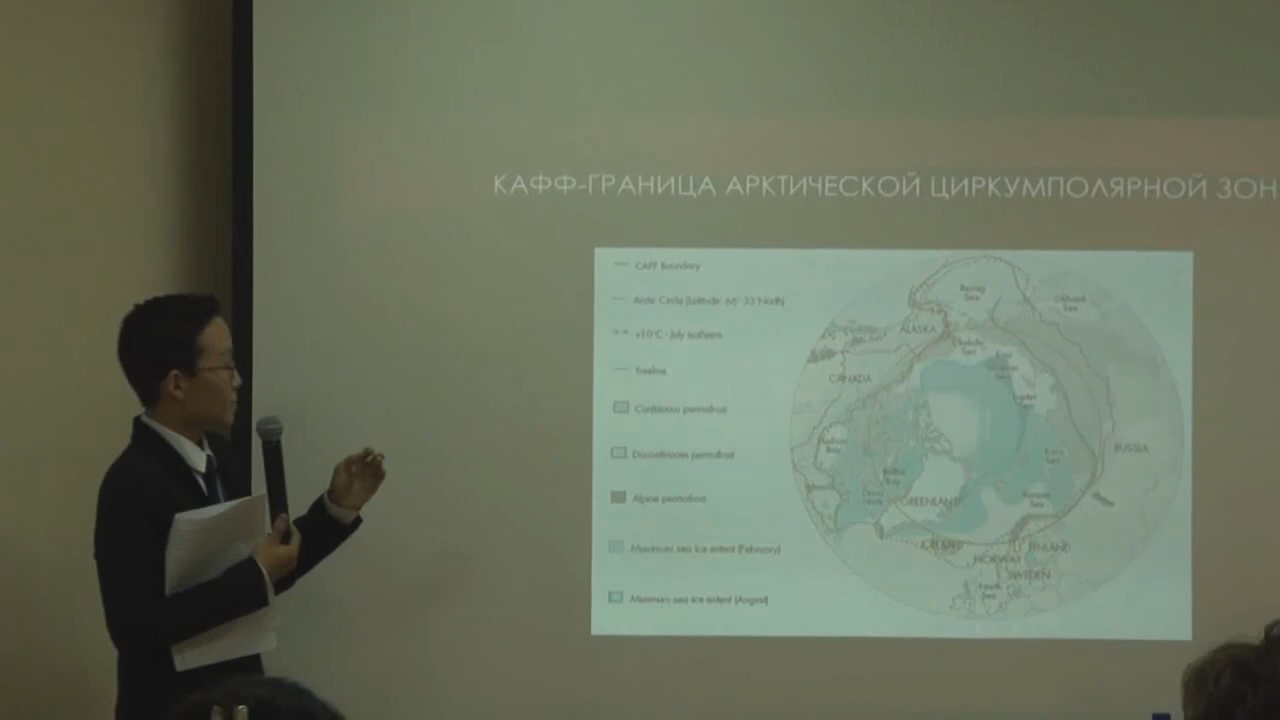 КАФФ-ГРАНИЦА АРКТИЧЕСКОЙ ЦИРКУМПОЛЯРНОЙ ЗОН
CAFF Boundary
Arctic Circle (Latitude: 66° 33'North)
+10°C - July isotherm
Treeline
Continuous permafrost
Discontinuous permafrost
Alpine permafrost
Maximum sea ice extent (February)
Minimum sea ice extent (August)
Bering Sea
ALASKA
CANADA
RUSSIA
GREENLAND
ICELAND
FINLAND
NORWAY
SWEDEN